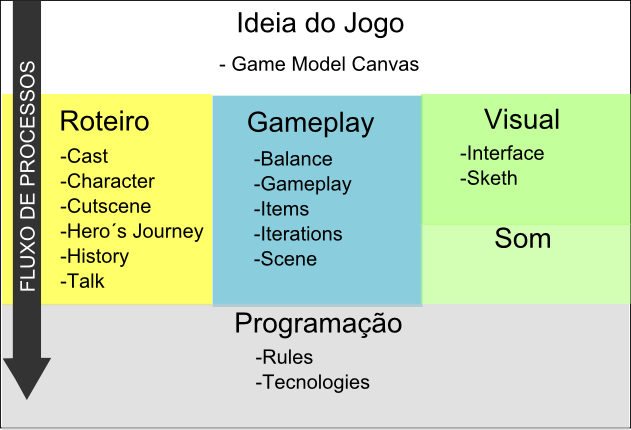 Ideia do Jogo
- Game Model Canvas
FLUXO DE PROCESSOS
Roteiro
-Cast
-Character
-Cutscene
-Hero´s Journey
-History
-Talk
Gameplay
-Balance
-Gameplay
-Items
-Iterations
-Scene
Visual
-Interface
-Sketh
Som
Programação
-Rules
-Tecnologies